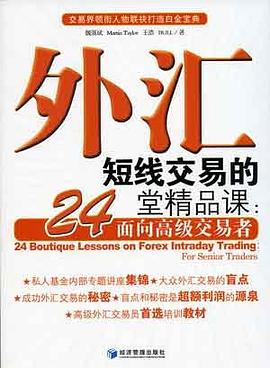 交易界领衔人物联袂打造白金宝典
魏强斌 Martin Taylor 王浩 DULL/著
外汇
短线交易的
24堂精品课:
面向高级交易者
24 Boutique Lessons on Forex Intraday Trading:
For Senior Traders
★私人基金内部专题讲座集锦★大众外汇交易的盲点
★成功外汇交易的秘密★盲点和秘密是超额利润的源泉
★高级外汇交易员首选培训教材
经济管理出版社